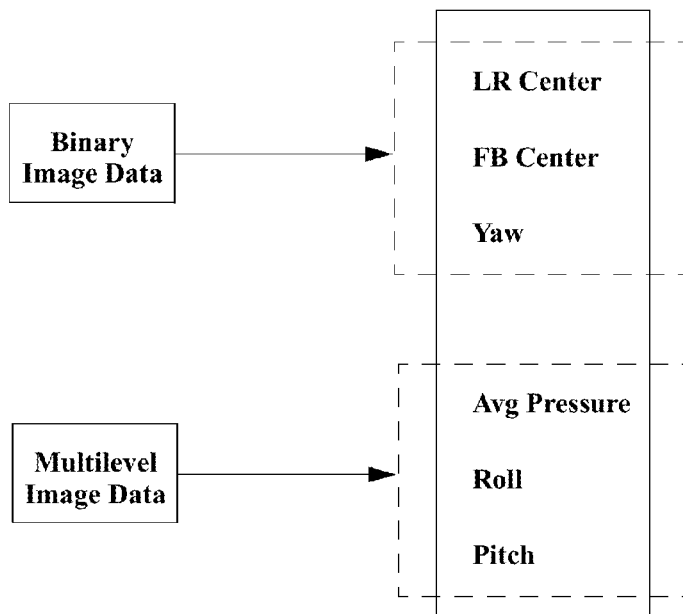 Binary
Image Data
LR Center
FB Center
Yaw
Multilevel
Image Data
Avg Pressure
Roll
Pitch